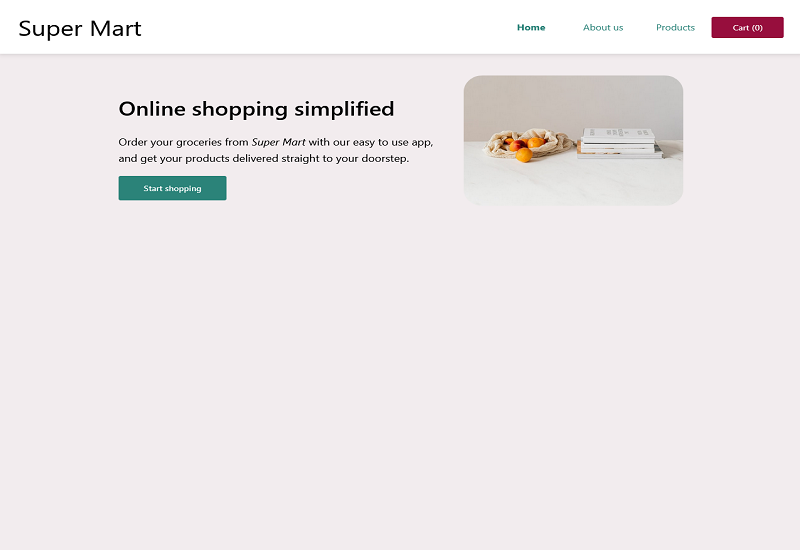 Super Mart
Home
About us
Products
Cart (0)
Online shopping simplified
Order your groceries from Super Mart with our easy to use app,
and get your products delivered straight to your doorstep.
Start shopping